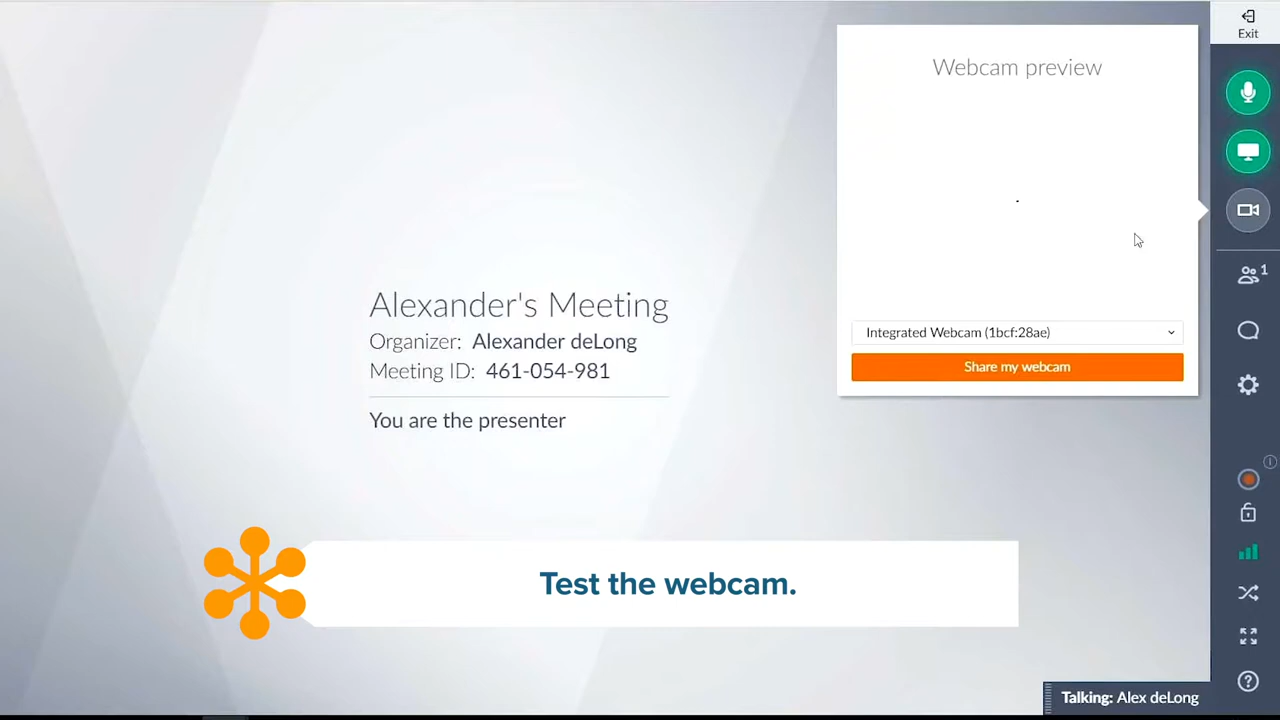 Exit
Webcam preview
1
Integrated Webcam (1bcf:28ae)
Share my webcam
Alexander's Meeting
Organizer: Alexander deLong
Meeting ID: 461-054-981
You are the presenter
Test the webcam.
Talking: Alex deLong